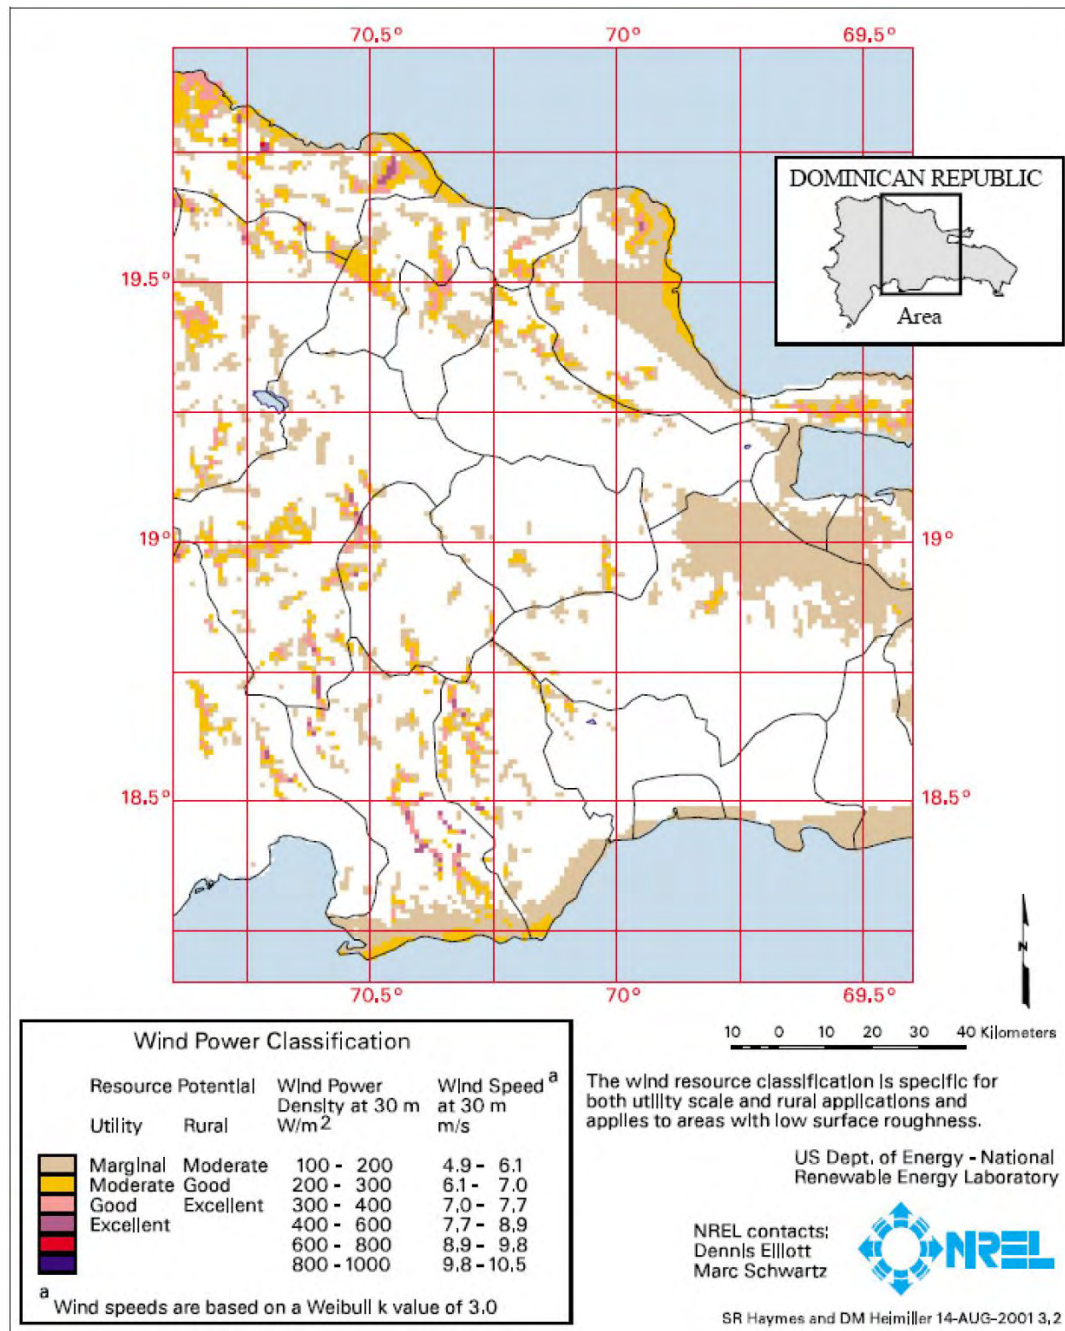 70.5° 70° 69.5°
DOMINICAN REPUBLIC
Area
19.5°
19° 19°
18.5° 18.5°
70.5° 70° 69.5°
N
10 0 10 20 30 40 Kilometers
Wind Power Classification
Resource Potential Wind Power Wind Speed a
Density at 30 m at 30 m
Utility Rural W/m2 m/s
Marginal Moderate 100 - 200 4.9 - 6.1
Moderate Good 200 - 300 6.1 - 7.0
Good Excellent 300 - 400 7.0 - 7.7
Excellent 400 - 600 7.7 - 8.9
600 - 800 8.9 - 9.8
800 - 1000 9.8 - 10.5
a
Wind speeds are based on a Weibull k value of 3.0
The wind resource classification is specific for
both utility scale and rural applications and
applies to areas with low surface roughness.
US Dept. of Energy - National
Renewable Energy Laboratory
NREL contacts:
Dennis Elliott
Marc Schwartz
NREL
SR Haymes and DM Heimiller 14-AUG-2001 3.2